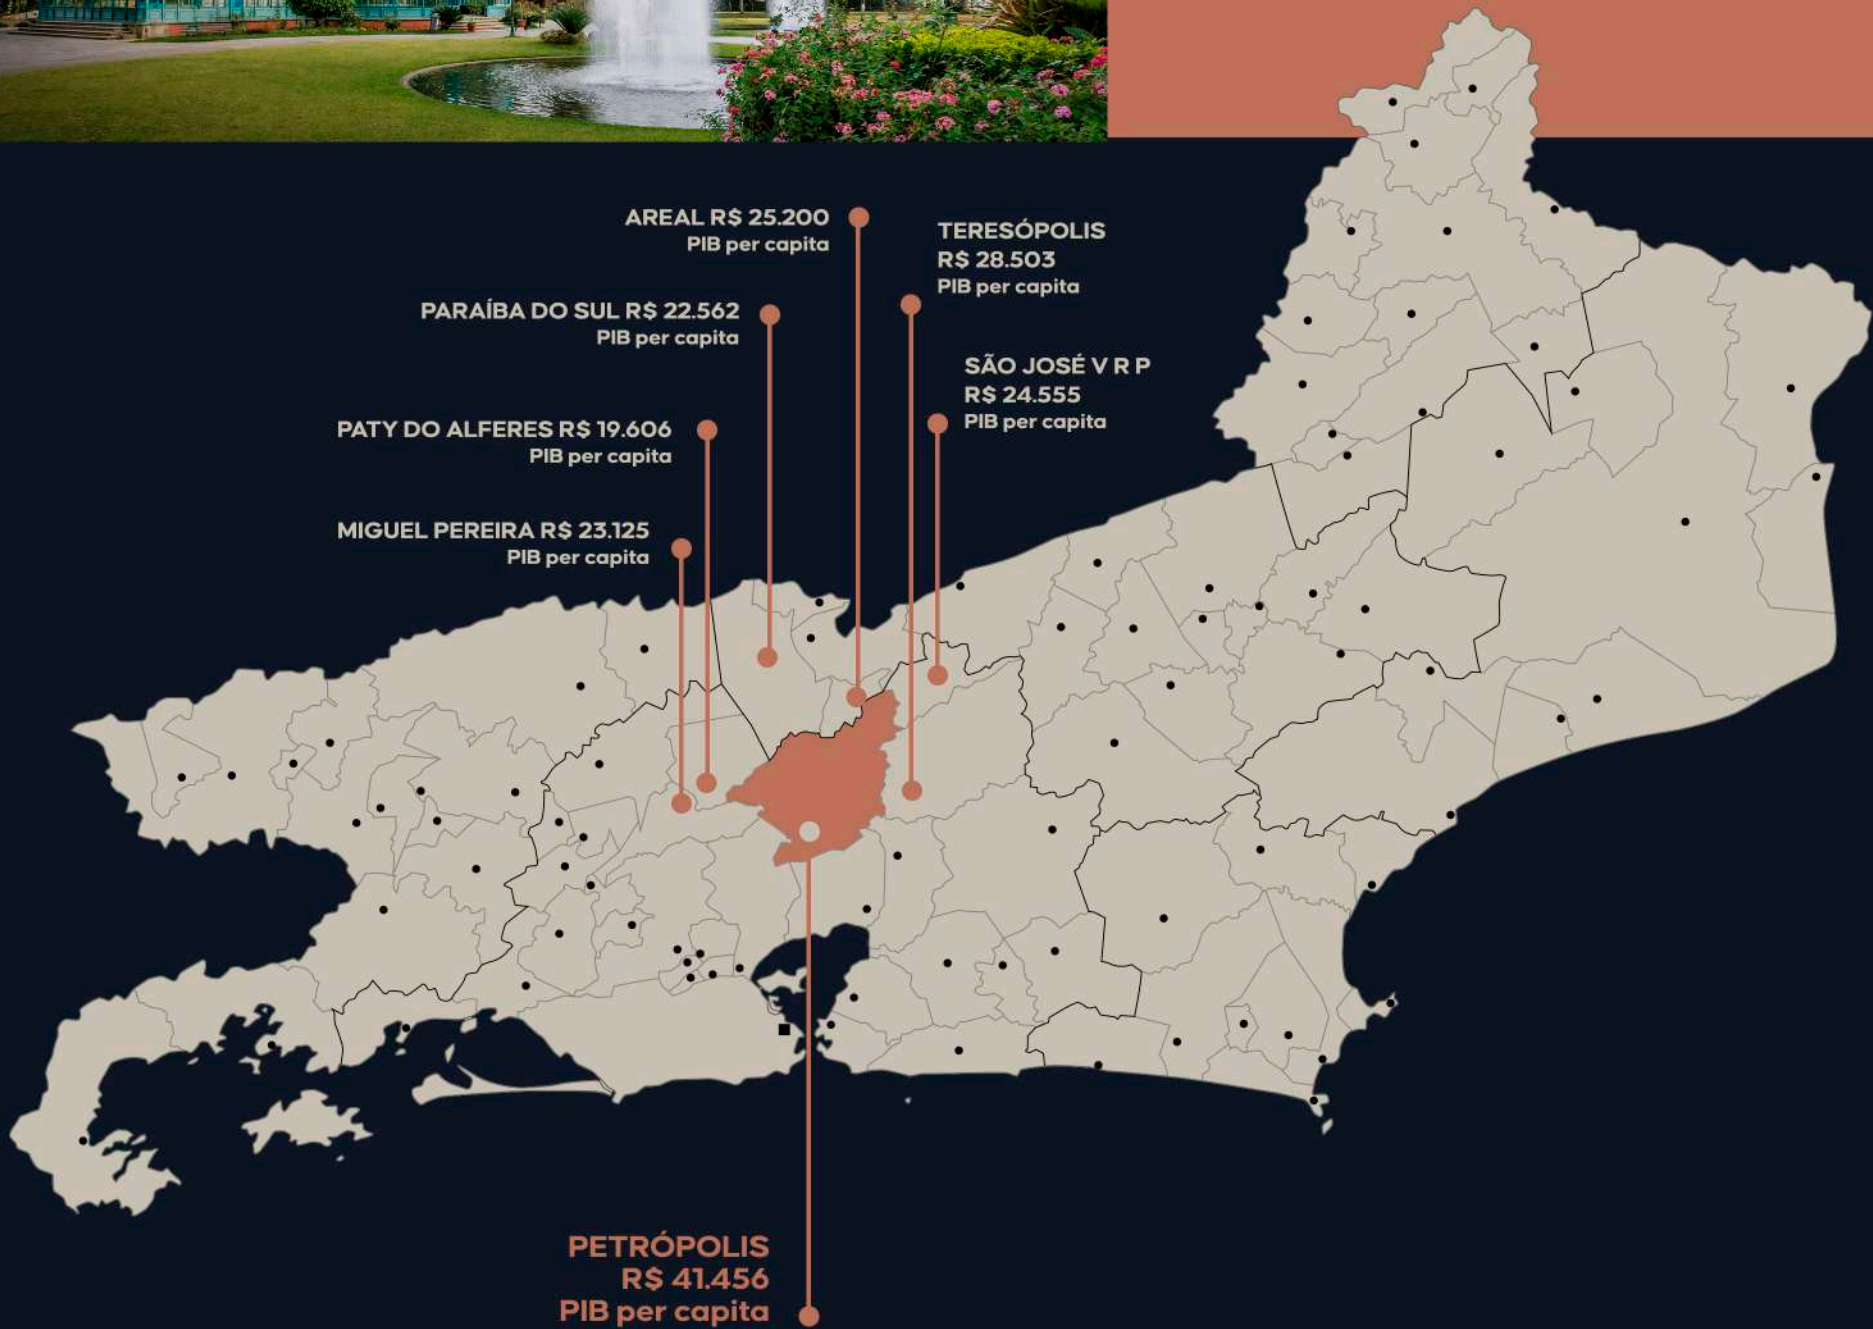 AREAL R$ 25.200
PIB per capita
TERESÓPOLIS
R$ 28.503
PIB per capita
PARAÍBA DO SUL R$ 22.562
PIB per capita
SÃO JOSÉ V R P
R$ 24.555
PIB per capita
PATY DO ALFERES R$ 19.606
PIB per capita
MIGUEL PEREIRA R$ 23.125
PIB per capita
PETRÓPOLIS
R$ 41.456
PIB per capita